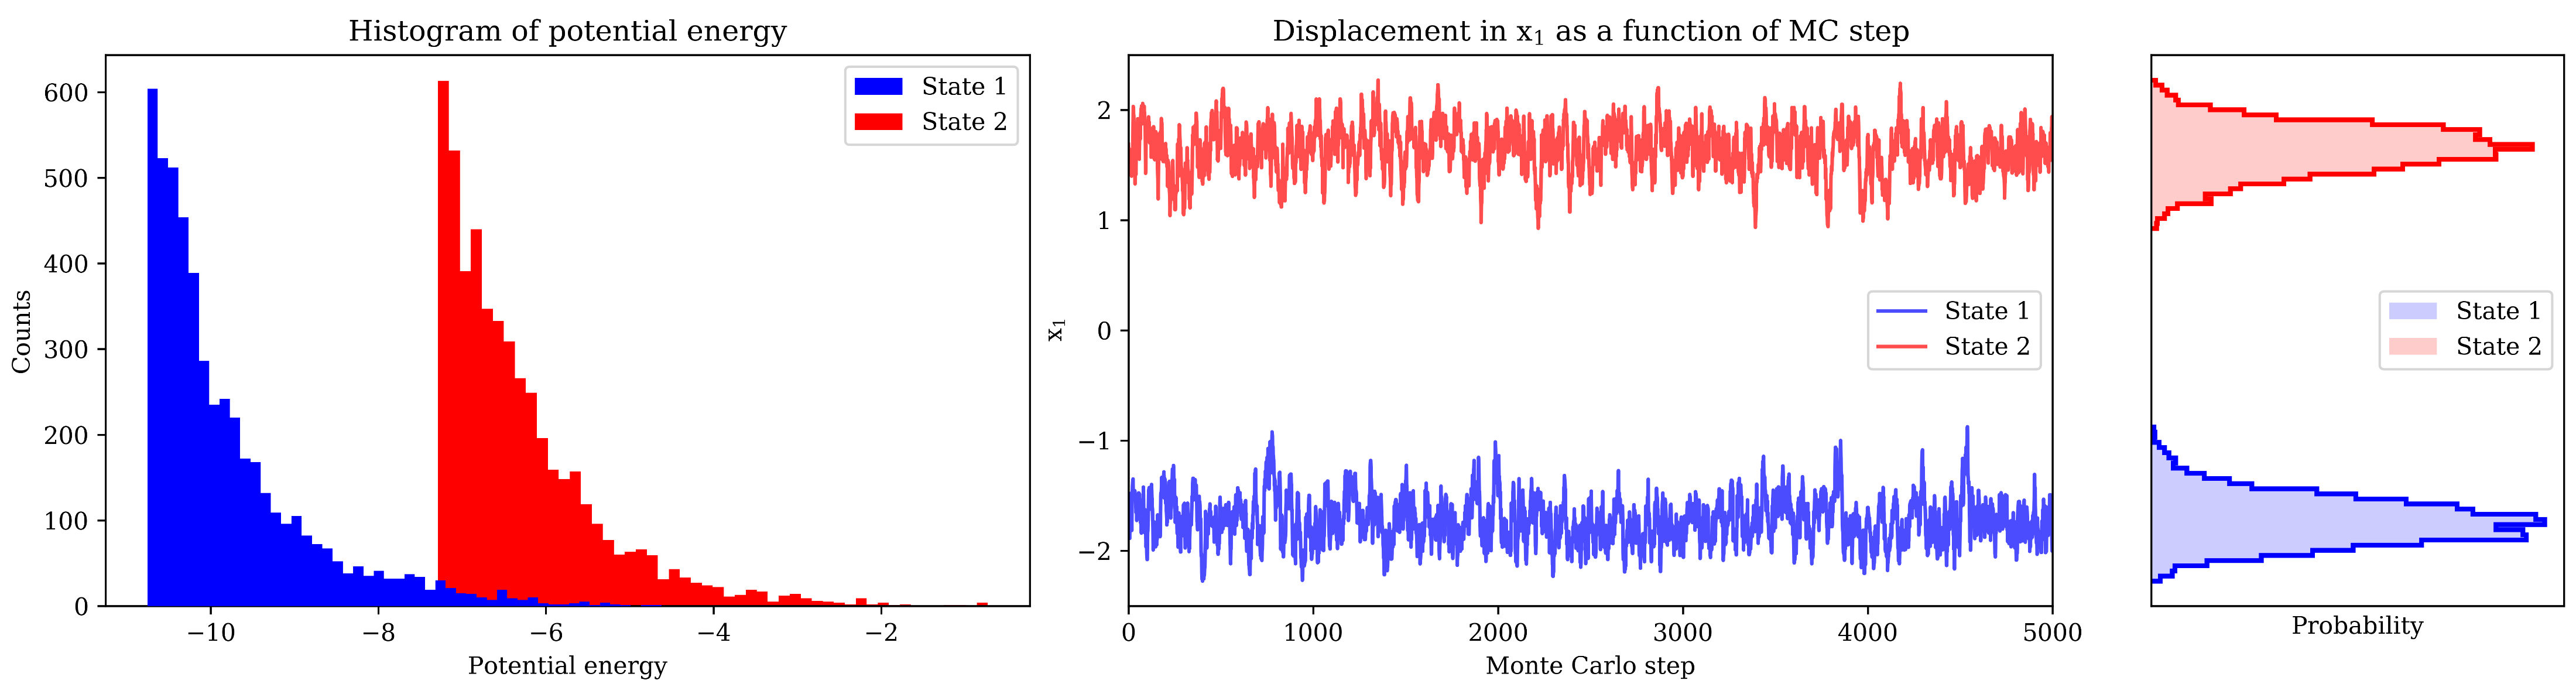 Histogram of potential energy
600
500
400
300
200
100
0
Counts
State 1
State 2
−10
−8
−6
−4
−2
Potential energy
Displacement in x₁ as a function of MC step
2
1
0
−1
−2
x₁
State 1
State 2
0
1000
2000
3000
4000
5000
Monte Carlo step
State 1
State 2
Probability